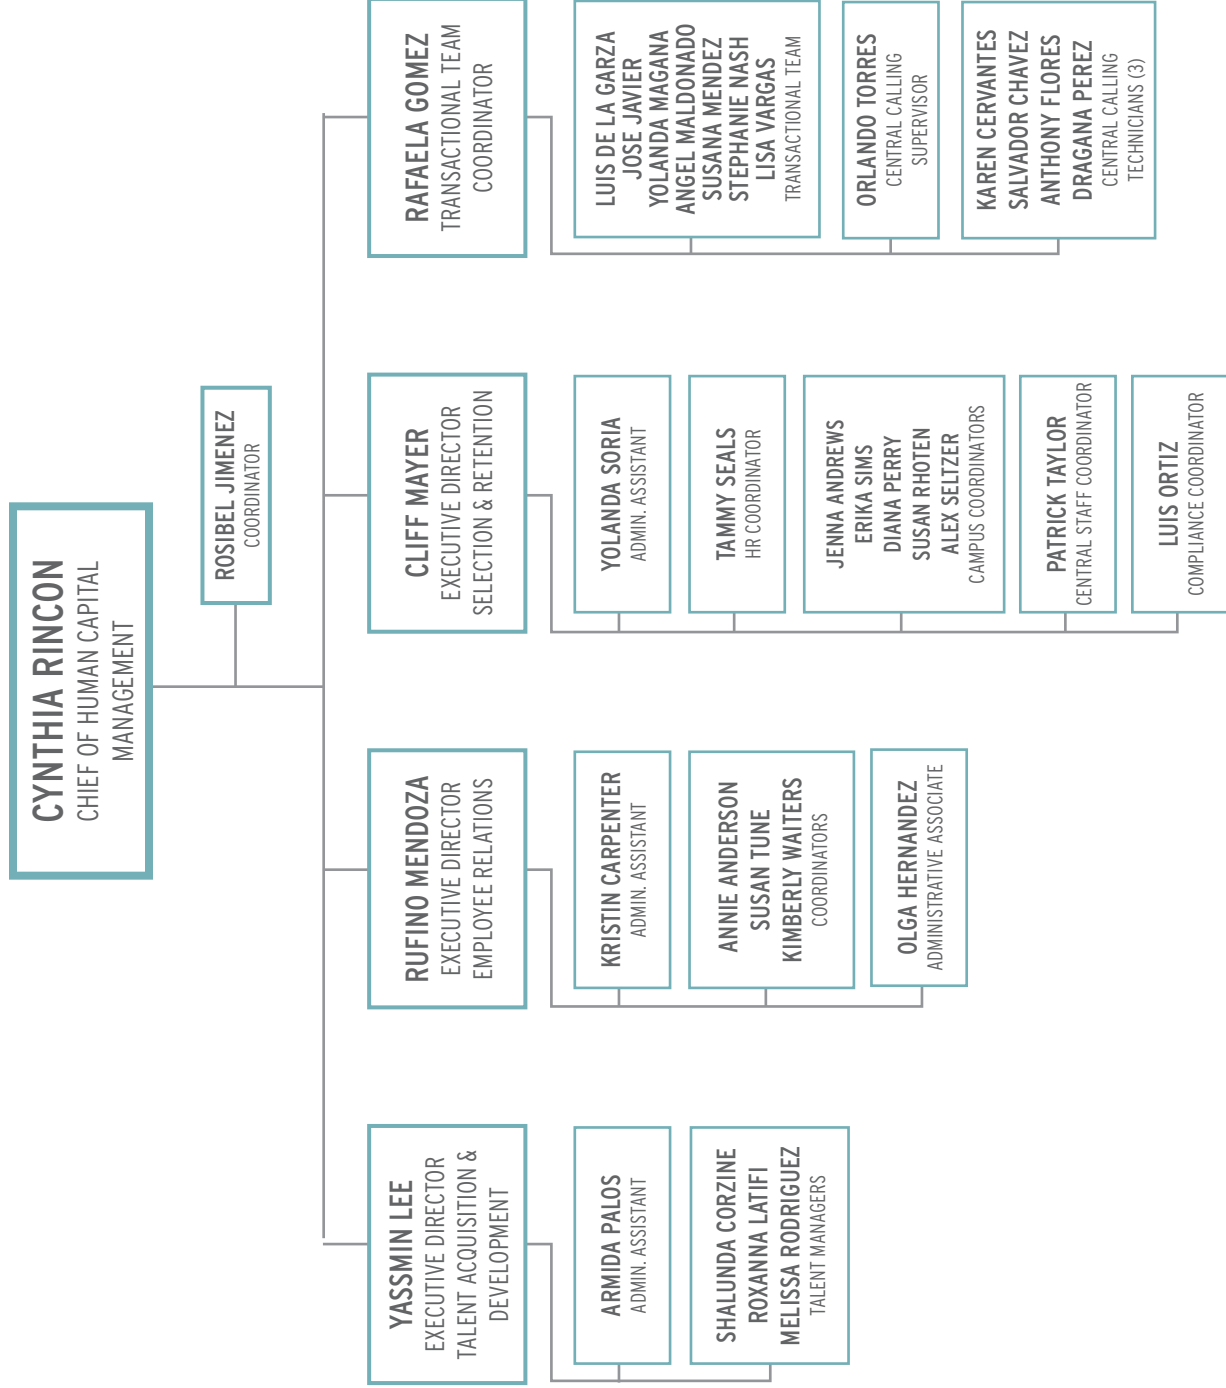 CYNTHIA RINCON
CHIEF OF HUMAN CAPITAL
MANAGEMENT
ROSIBEL JIMENEZ
COORDINATOR
YASSMIN LEE
EXECUTIVE DIRECTOR
TALENT ACQUISITION &
DEVELOPMENT
ARMIDA PALOS
ADMIN. ASSISTANT
SHALUNDA CORZINE
ROXANNA LATIFI
MELISSA RODRIGUEZ
TALENT MANAGERS
RUFINO MENDOZA
EXECUTIVE DIRECTOR
EMPLOYEE RELATIONS
KRISTIN CARPENTER
ADMIN. ASSISTANT
ANNIE ANDERSON
SUSAN TUNE
KIMBERLY WAITERS
COORDINATORS
OLGA HERNANDEZ
ADMINISTRATIVE ASSOCIATE
CLIFF MAYER
EXECUTIVE DIRECTOR
SELECTION & RETENTION
YOLANDA SORIA
ADMIN. ASSISTANT
TAMMY SEALS
HR COORDINATOR
JENNA ANDREWS
ERIKA SIMS
DIANA PERRY
SUSAN RHOTEN
ALEX SELTZER
CAMPUS COORDINATORS
PATRICK TAYLOR
CENTRAL STAFF COORDINATOR
LUIS ORTIZ
COMPLIANCE COORDINATOR
RAFAELA GOMEZ
TRANSACTIONAL TEAM
COORDINATOR
LUIS DE LA GARZA
JOSE JAVIER
YOLANDA MAGANA
ANGEL MALDONADO
SUSANA MENDEZ
STEPHANIE NASH
LISA VARGAS
TRANSACTIONAL TEAM
ORLANDO TORRES
CENTRAL CALLING
SUPERVISOR
KAREN CERVANTES
SALVADOR CHAVEZ
ANTHONY FLORES
DRAGANA PEREZ
CENTRAL CALLING
TECHNICIANS (3)